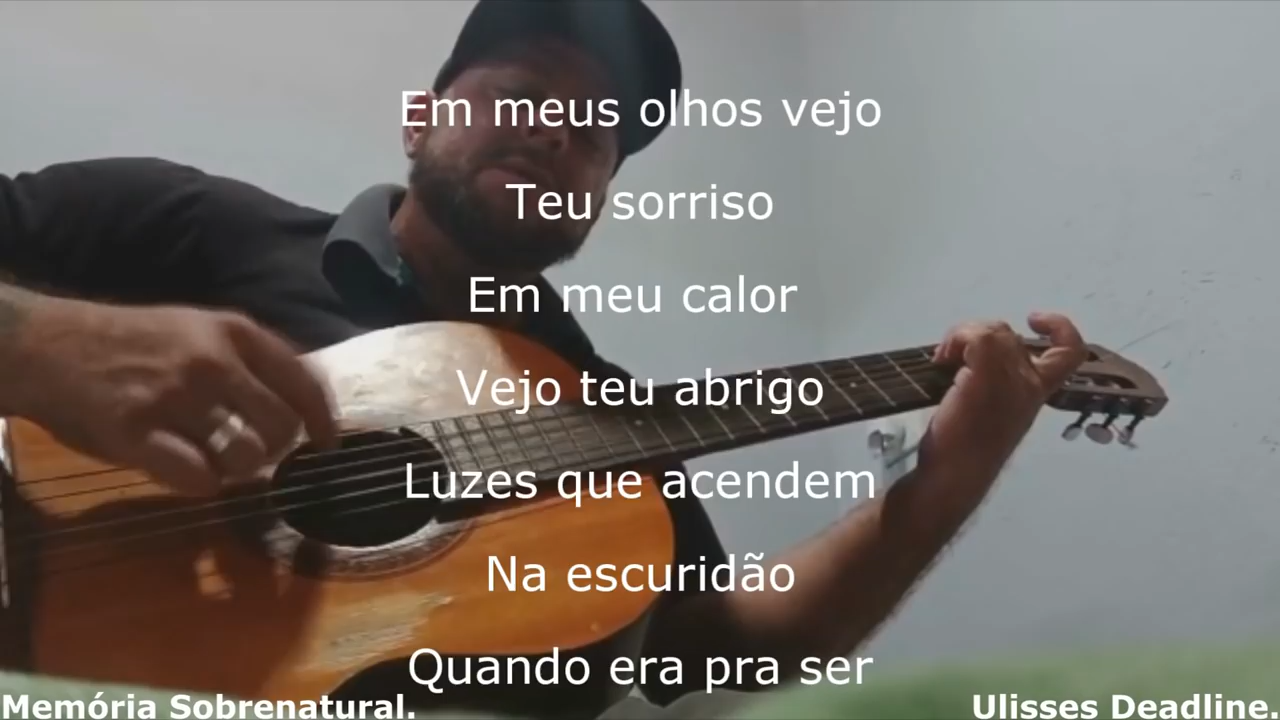 Em meus olhos vejo
Teu sorriso
Em meu calor
Vejo teu abrigo
Luzes que acendem
Na escuridão
Quando era pra ser
Memória Sobrenatural.
Ulisses Deadline.